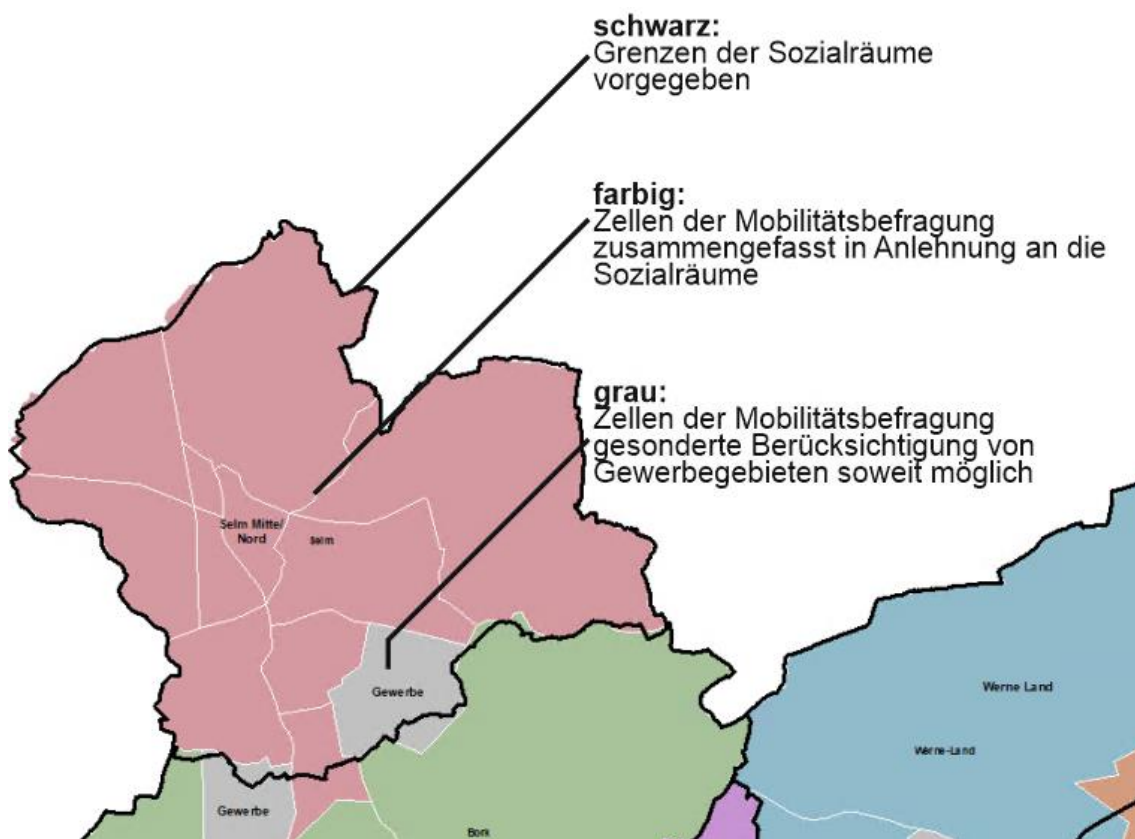 schwarz:
Grenzen der Sozialräume
vorgegeben
farbig:
Zellen der Mobilitätsbefragung
zusammengefasst in Anlehnung an die
Sozialräume
grau:
Zellen der Mobilitätsbefragung
gesonderte Berücksichtigung von
Gewerbegebieten soweit möglich
Selm Mitte/
Nord
Selm
Gewerbe
Werne Land
Werne-Land
Gewerbe
Bork